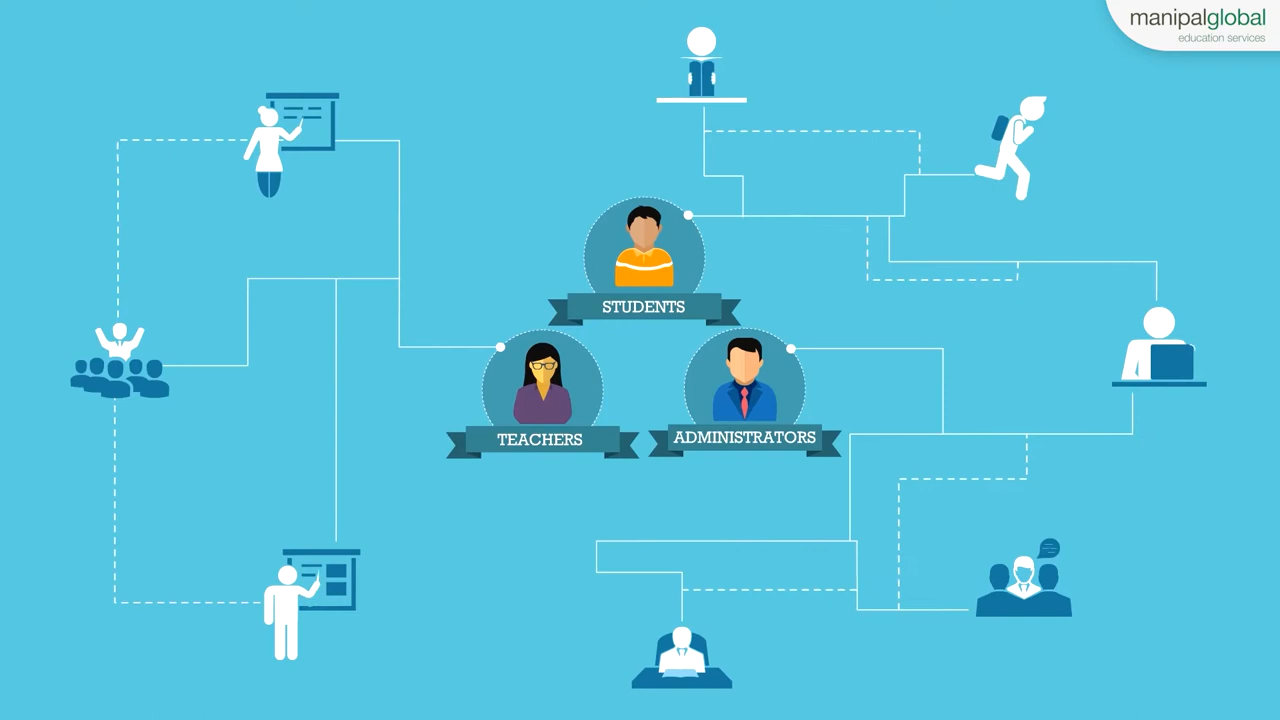 manipalglobal
education services
STUDENTS
TEACHERS
ADMINISTRATORS